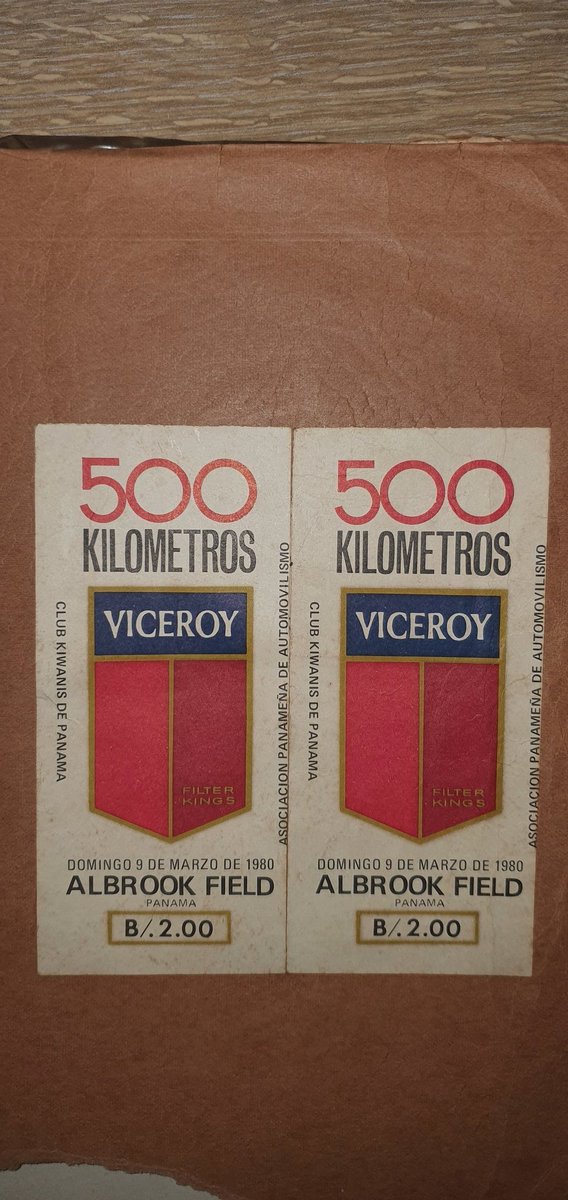 500
KILOMETROS
VICEROY
FILTER
KINGS
CLUB KIWANIS DE PANAMA
ASOCIACION PANAMEÑA DE AUTOMOVILISMO
DOMINGO 9 DE MARZO DE 1980
ALBROOK FIELD
PANAMA
B/.2.00
500
KILOMETROS
VICEROY
FILTER
KINGS
CLUB KIWANIS DE PANAMA
ASOCIACION PANAMEÑA DE AUTOMOVILISMO
DOMINGO 9 DE MARZO DE 1980
ALBROOK FIELD
PANAMA
B/.2.00